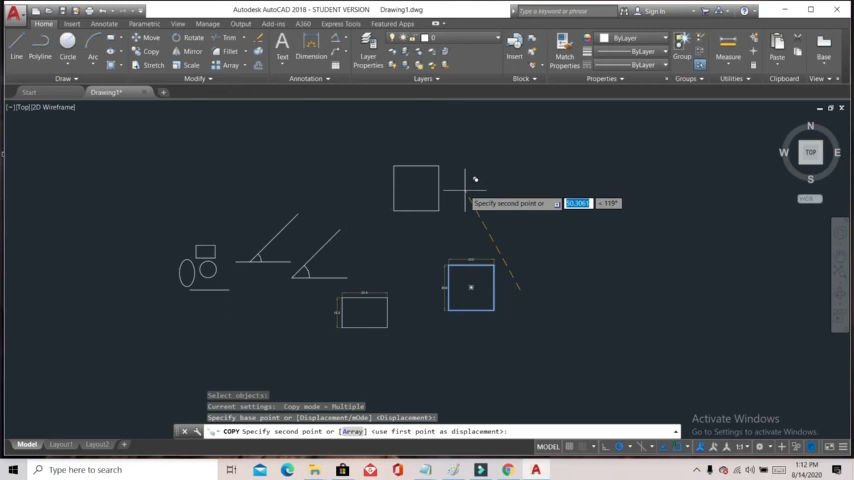 Autodesk AutoCAD 2018 - STUDENT VERSION Drawing1.dwg
Type a keyword or phrase
Sign In
Home Insert Annotate Parametric View Manage Output Add-ins A360 Express Tools Featured Apps
Line Polyline Circle Arc
Move Rotate Trim
Copy Mirror Fillet
Stretch Scale Array
Text Dimension
Layer Properties
0
Insert
Match Properties
ByLayer
ByLayer
ByLayer
Group
Measure
Paste
Base
Draw Modify Annotation Layers Block Properties Groups Utilities Clipboard View
Start Drawing1*
[−][Top][2D Wireframe]
N
W TOP E
S
WCS
Specify second point or 50.3061 < 119°
Select objects:
Current settings: Copy mode = Multiple
Specify base point or [Displacement/mOde] <Displacement>:
COPY Specify second point or [Array] <use first point as displacement>:
Activate Windows
Go to Settings to activate Windows.
Model Layout1 Layout2 +
MODEL
1:1
Type here to search
1:12 PM
8/14/2020